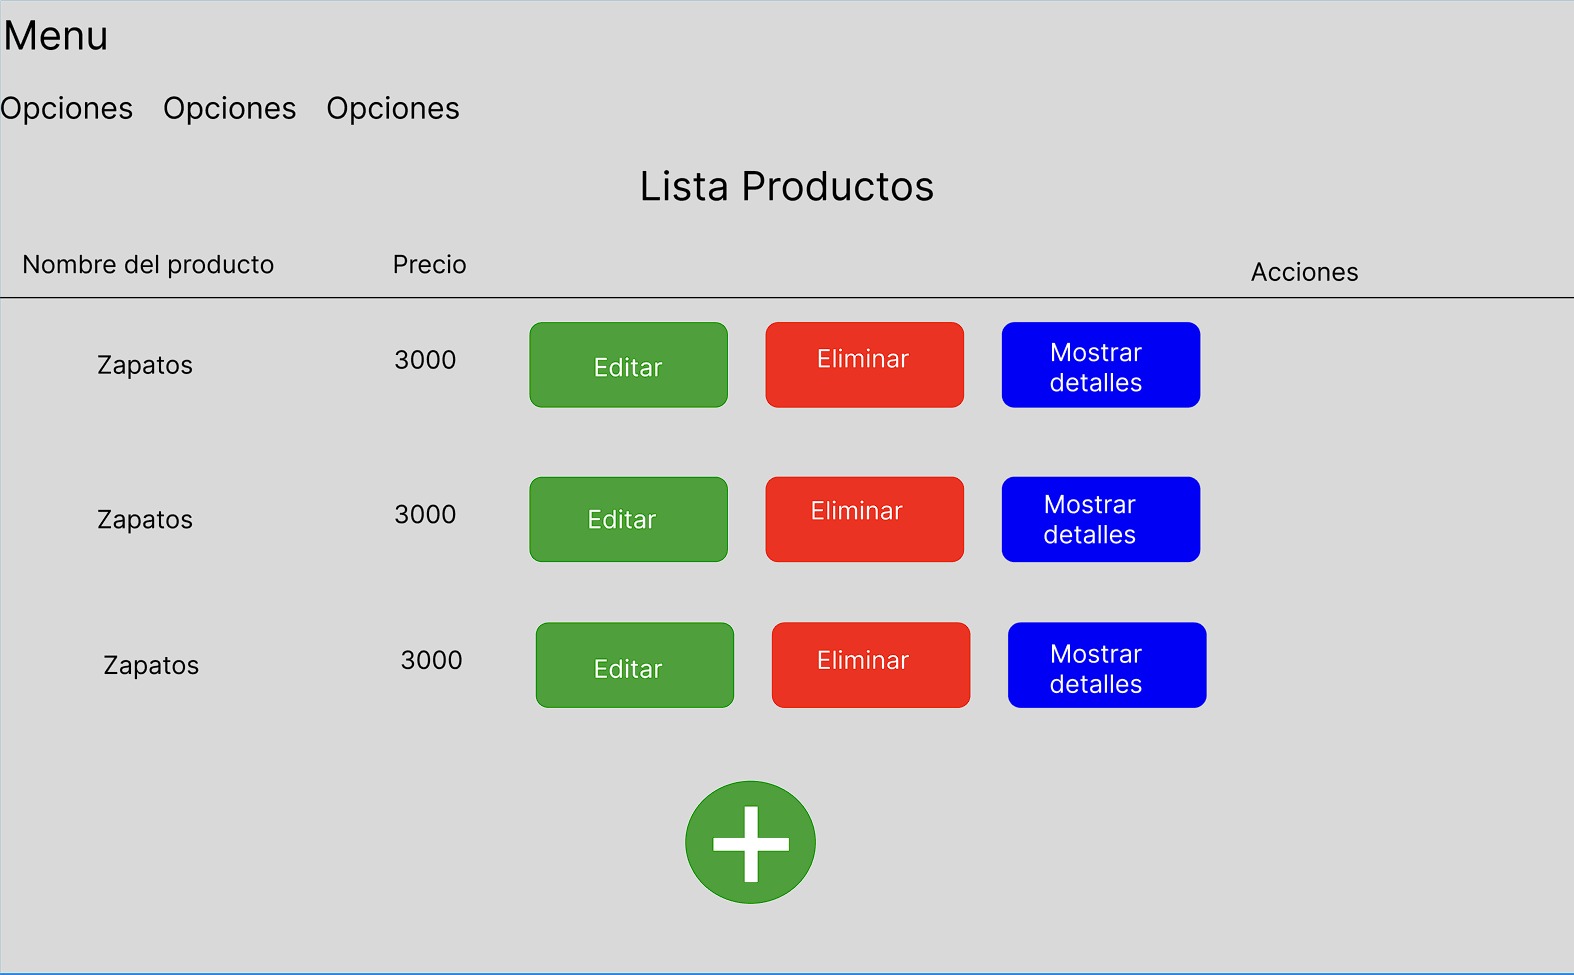 Menu
Opciones Opciones Opciones
Lista Productos
Nombre del producto Precio Acciones
Zapatos 3000 Editar Eliminar Mostrar
detalles
Zapatos 3000 Editar Eliminar Mostrar
detalles
Zapatos 3000 Editar Eliminar Mostrar
detalles